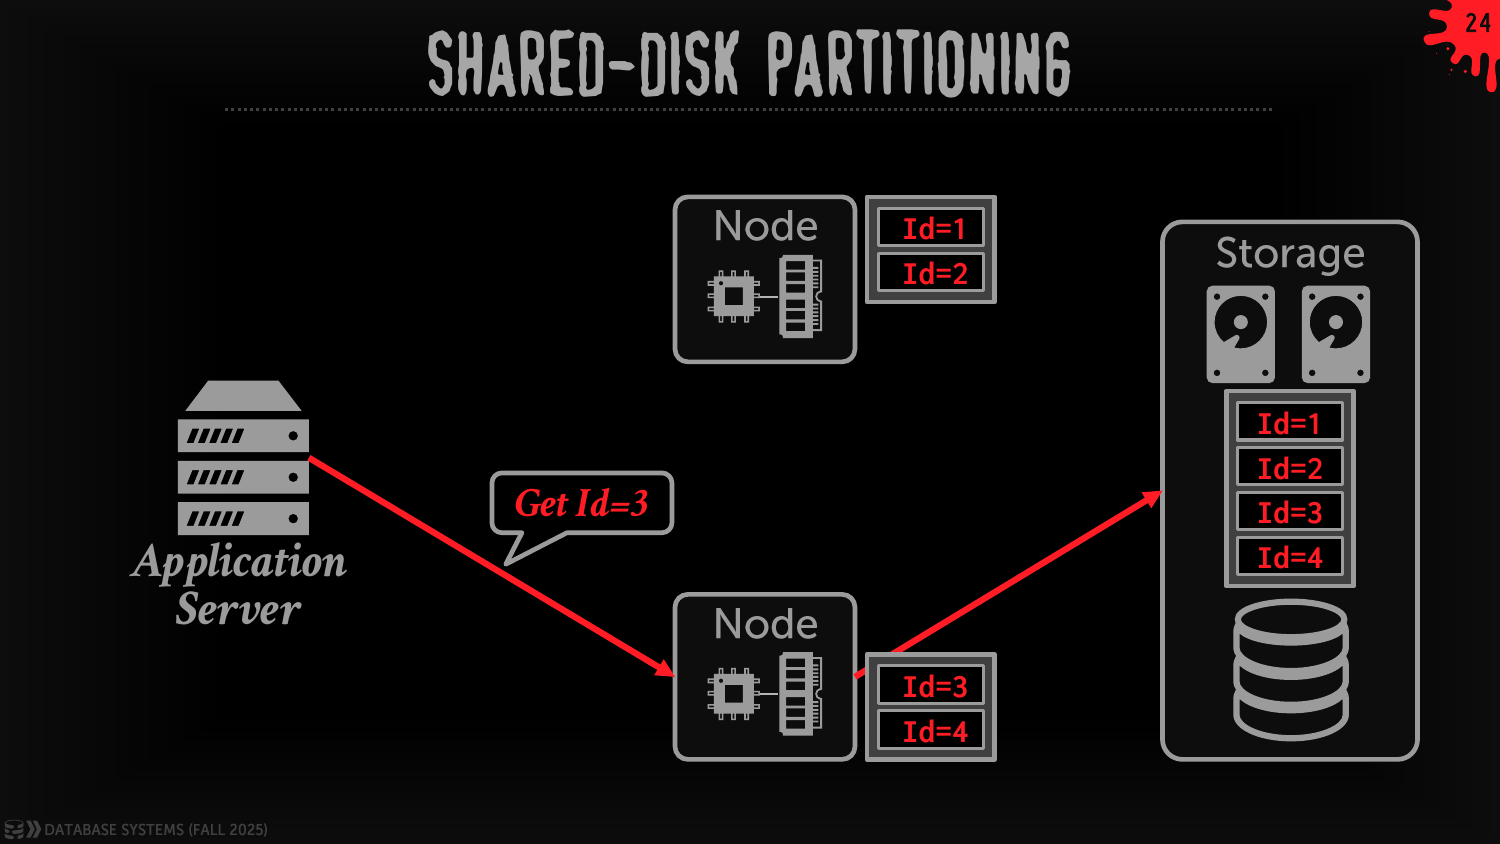 SHARED-DISK PARTITIONING
24
Node
Id=1
Id=2
Storage
Id=1
Id=2
Id=3
Id=4
Get Id=3
Application
Server
Node
Id=3
Id=4
DATABASE SYSTEMS (FALL 2025)